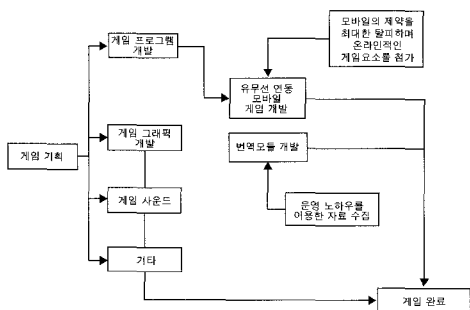 모바일의 제약을
최대한 탈피하며
온라인적인
게임요소를 첨가
게임 프로그램
개발
유무선 연동
모바일
게임 개발
게임 그래픽
개발
번역모듈 개발
게임 기획
게임 사운드
운영 노하우를
이용한 자료 수집
기타
게임 완료